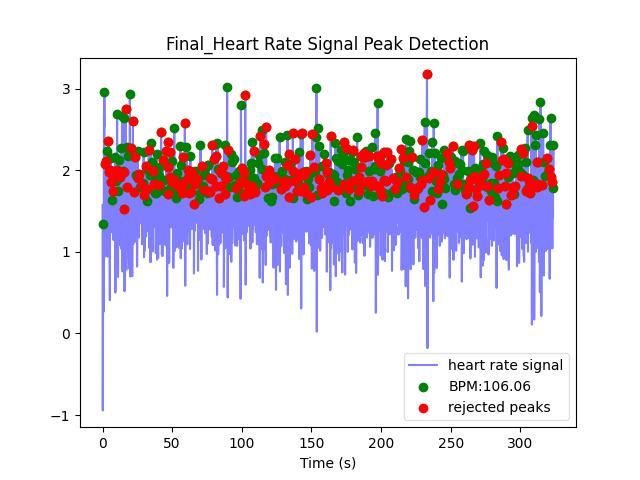 Final_Heart Rate Signal Peak Detection
3
2
1
0
−1
0
50
100
150
200
250
300
Time (s)
heart rate signal
BPM:106.06
rejected peaks